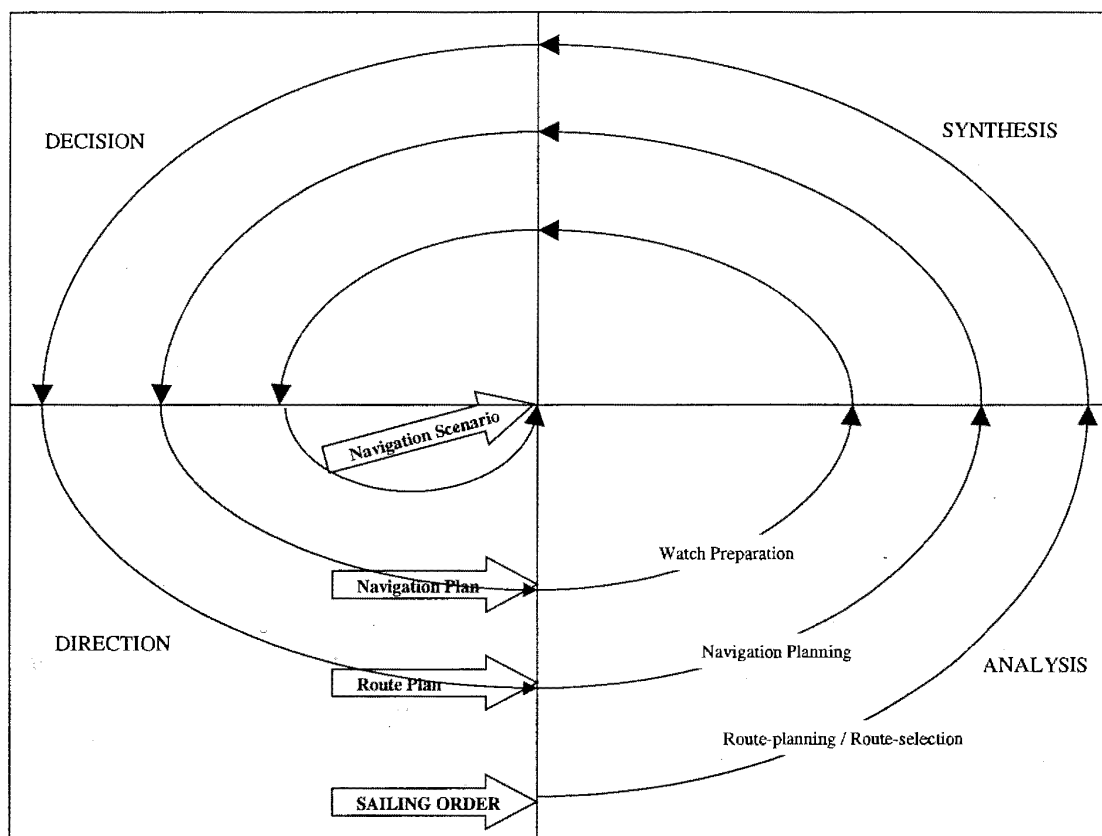 DECISION
SYNTHESIS
Navigation Scenario
Watch Preparation
Navigation Plan
DIRECTION
Navigation Planning
ANALYSIS
Route Plan
Route-planning / Route-selection
SAILING ORDER